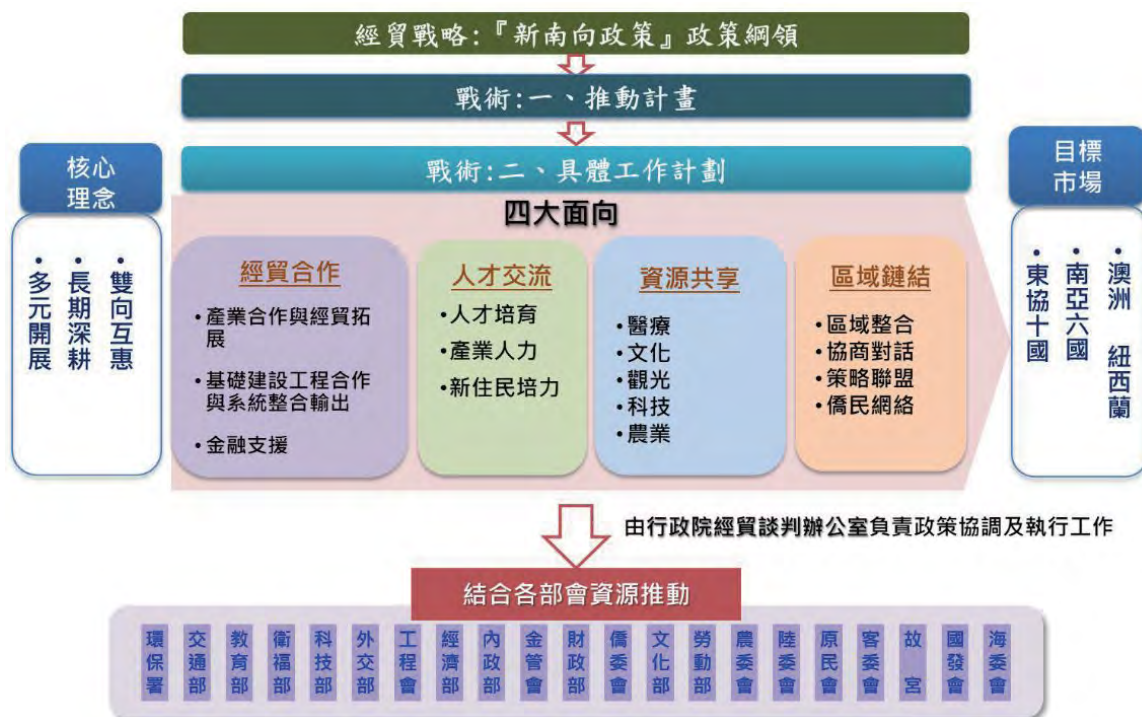 經貿戰略:『新南向政策』政策綱領
戰術:一、推動計畫
戰術:二、具體工作計劃
核心
理念
•多元開展
•長期深耕
•雙向互惠
四大面向
經貿合作
•產業合作與經貿拓
展
•基礎建設工程合作
與系統整合輸出
•金融支援
人才交流
•人才培育
•產業人力
•新住民培力
資源共享
•醫療
•文化
•觀光
•科技
•農業
區域鏈結
•區域整合
•協商對話
•策略聯盟
•僑民網絡
目標
市場
•東協十國
•南亞六國
•澳洲 紐西蘭
由行政院經貿談判辦公室負責政策協調及執行工作
結合各部會資源推動
環保署
交通部
教育部
衛福部
科技部
外交部
工程會
經濟部
內政部
金管會
財政部
僑委會
文化部
勞動部
農委會
陸委會
原民會
客委會
故宮
國發會
海委會